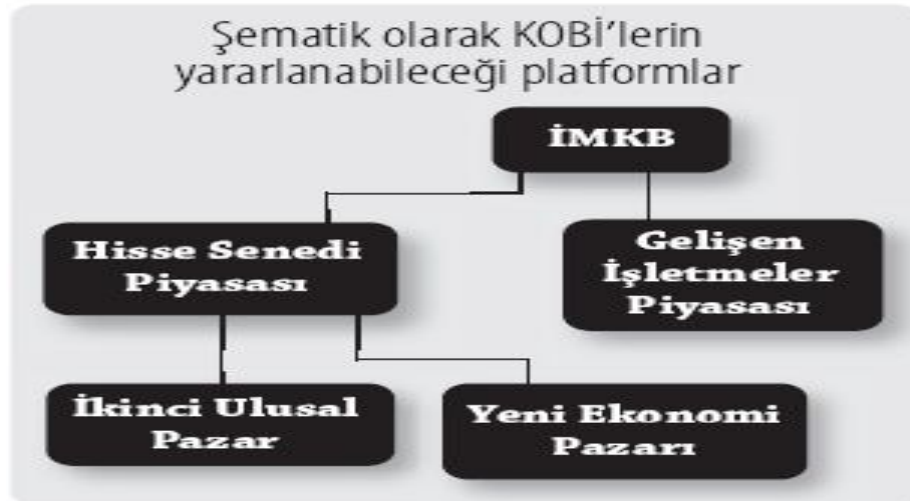 Şematik olarak KOBİ'lerin
yararlanabileceği platformlar
İMKB
Hisse Senedi
Piyasası
Gelişen
İşletmeler
Piyasası
İkinci Ulusal
Pazar
Yeni Ekonomi
Pazarı